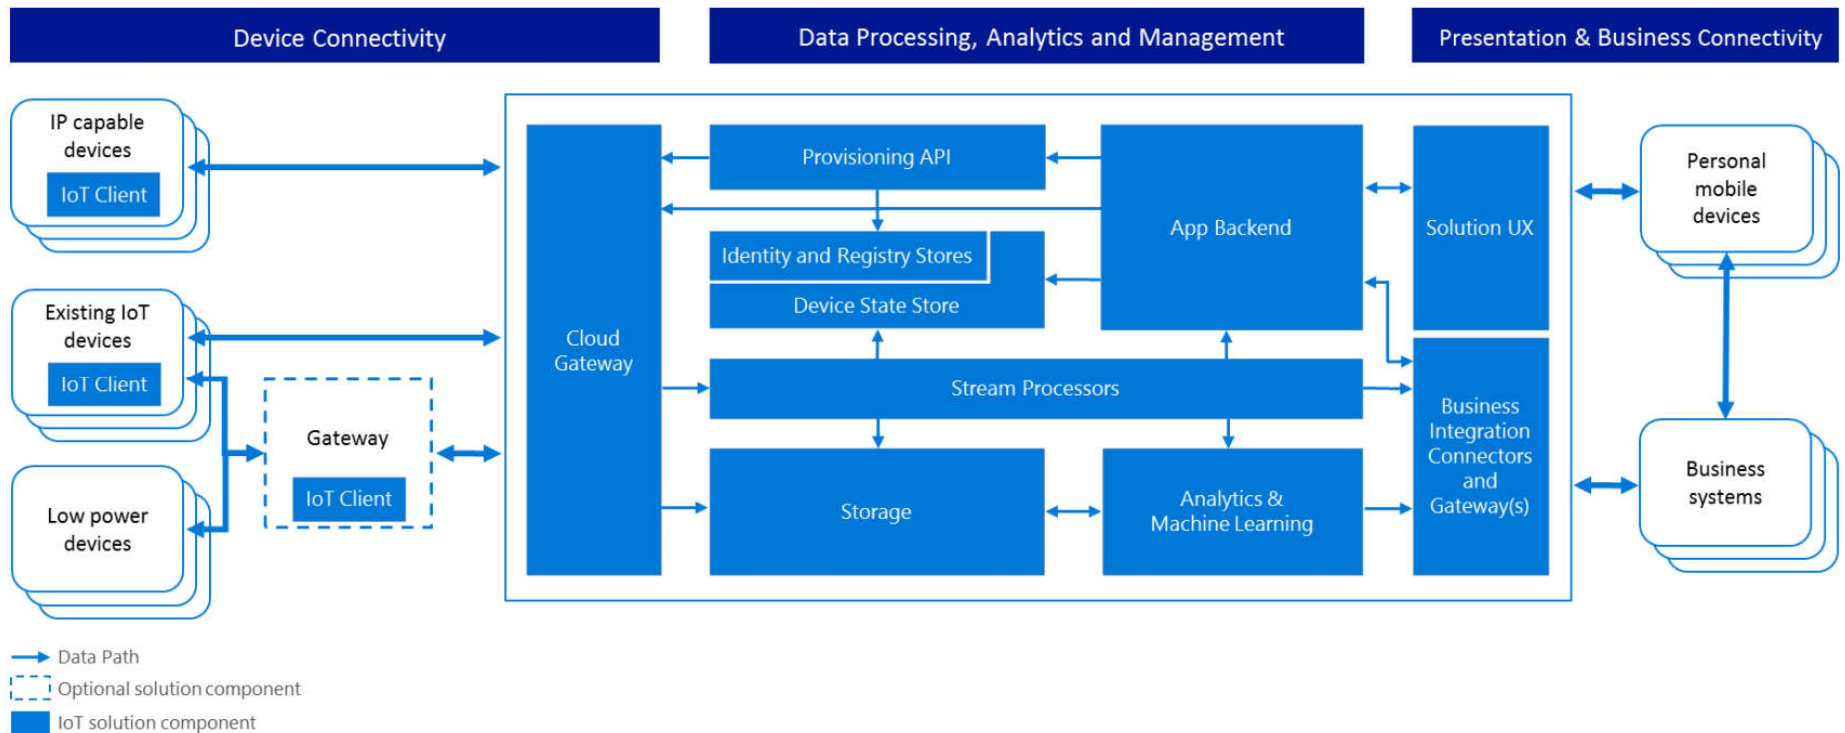 Device Connectivity
Data Processing, Analytics and Management
Presentation & Business Connectivity
IP capable
devices
IoT Client
Existing IoT
devices
IoT Client
Low power
devices
Gateway
IoT Client
Cloud
Gateway
Provisioning API
Identity and Registry Stores
Device State Store
App Backend
Stream Processors
Storage
Analytics &
Machine Learning
Solution UX
Business
Integration
Connectors
and
Gateway(s)
Personal
mobile
devices
Business
systems
Data Path
Optional solution component
IoT solution component